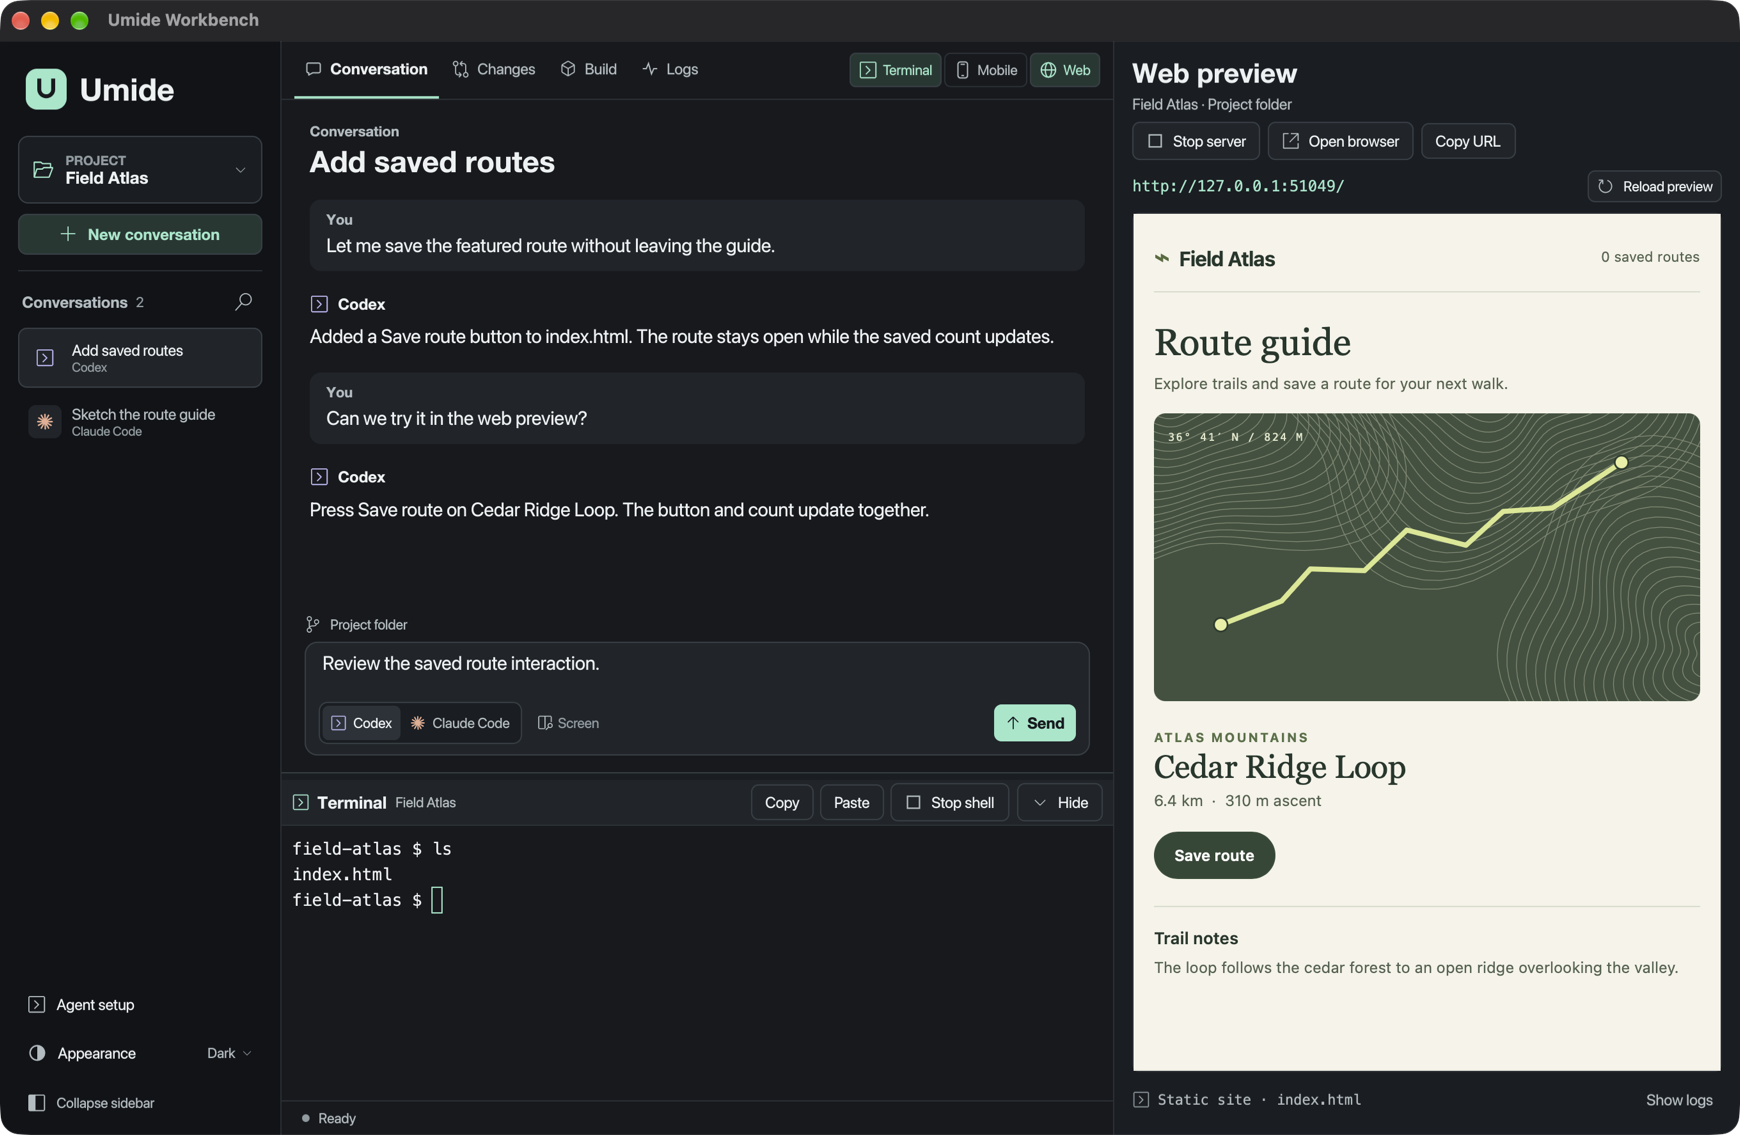 Umide Workbench
U Umide
PROJECT
Field Atlas
New conversation
Conversations 2
Add saved routes
Codex
Sketch the route guide
Claude Code
Agent setup
Appearance Dark
Collapse sidebar
Conversation Changes Build Logs Terminal Mobile Web
Conversation
Add saved routes
You
Let me save the featured route without leaving the guide.
Codex
Added a Save route button to index.html. The route stays open while the saved count updates.
You
Can we try it in the web preview?
Codex
Press Save route on Cedar Ridge Loop. The button and count update together.
Project folder
Review the saved route interaction.
Codex Claude Code Screen Send
Terminal Field Atlas Copy Paste Stop shell Hide
field-atlas $ ls
index.html
field-atlas $
Ready
Web preview
Field Atlas · Project folder
Stop server Open browser Copy URL
http://127.0.0.1:51049/ Reload preview
Field Atlas 0 saved routes
Route guide
Explore trails and save a route for your next walk.
36° 41′ N / 824 M
ATLAS MOUNTAINS
Cedar Ridge Loop
6.4 km · 310 m ascent
Save route
Trail notes
The loop follows the cedar forest to an open ridge overlooking the valley.
Static site · index.html Show logs